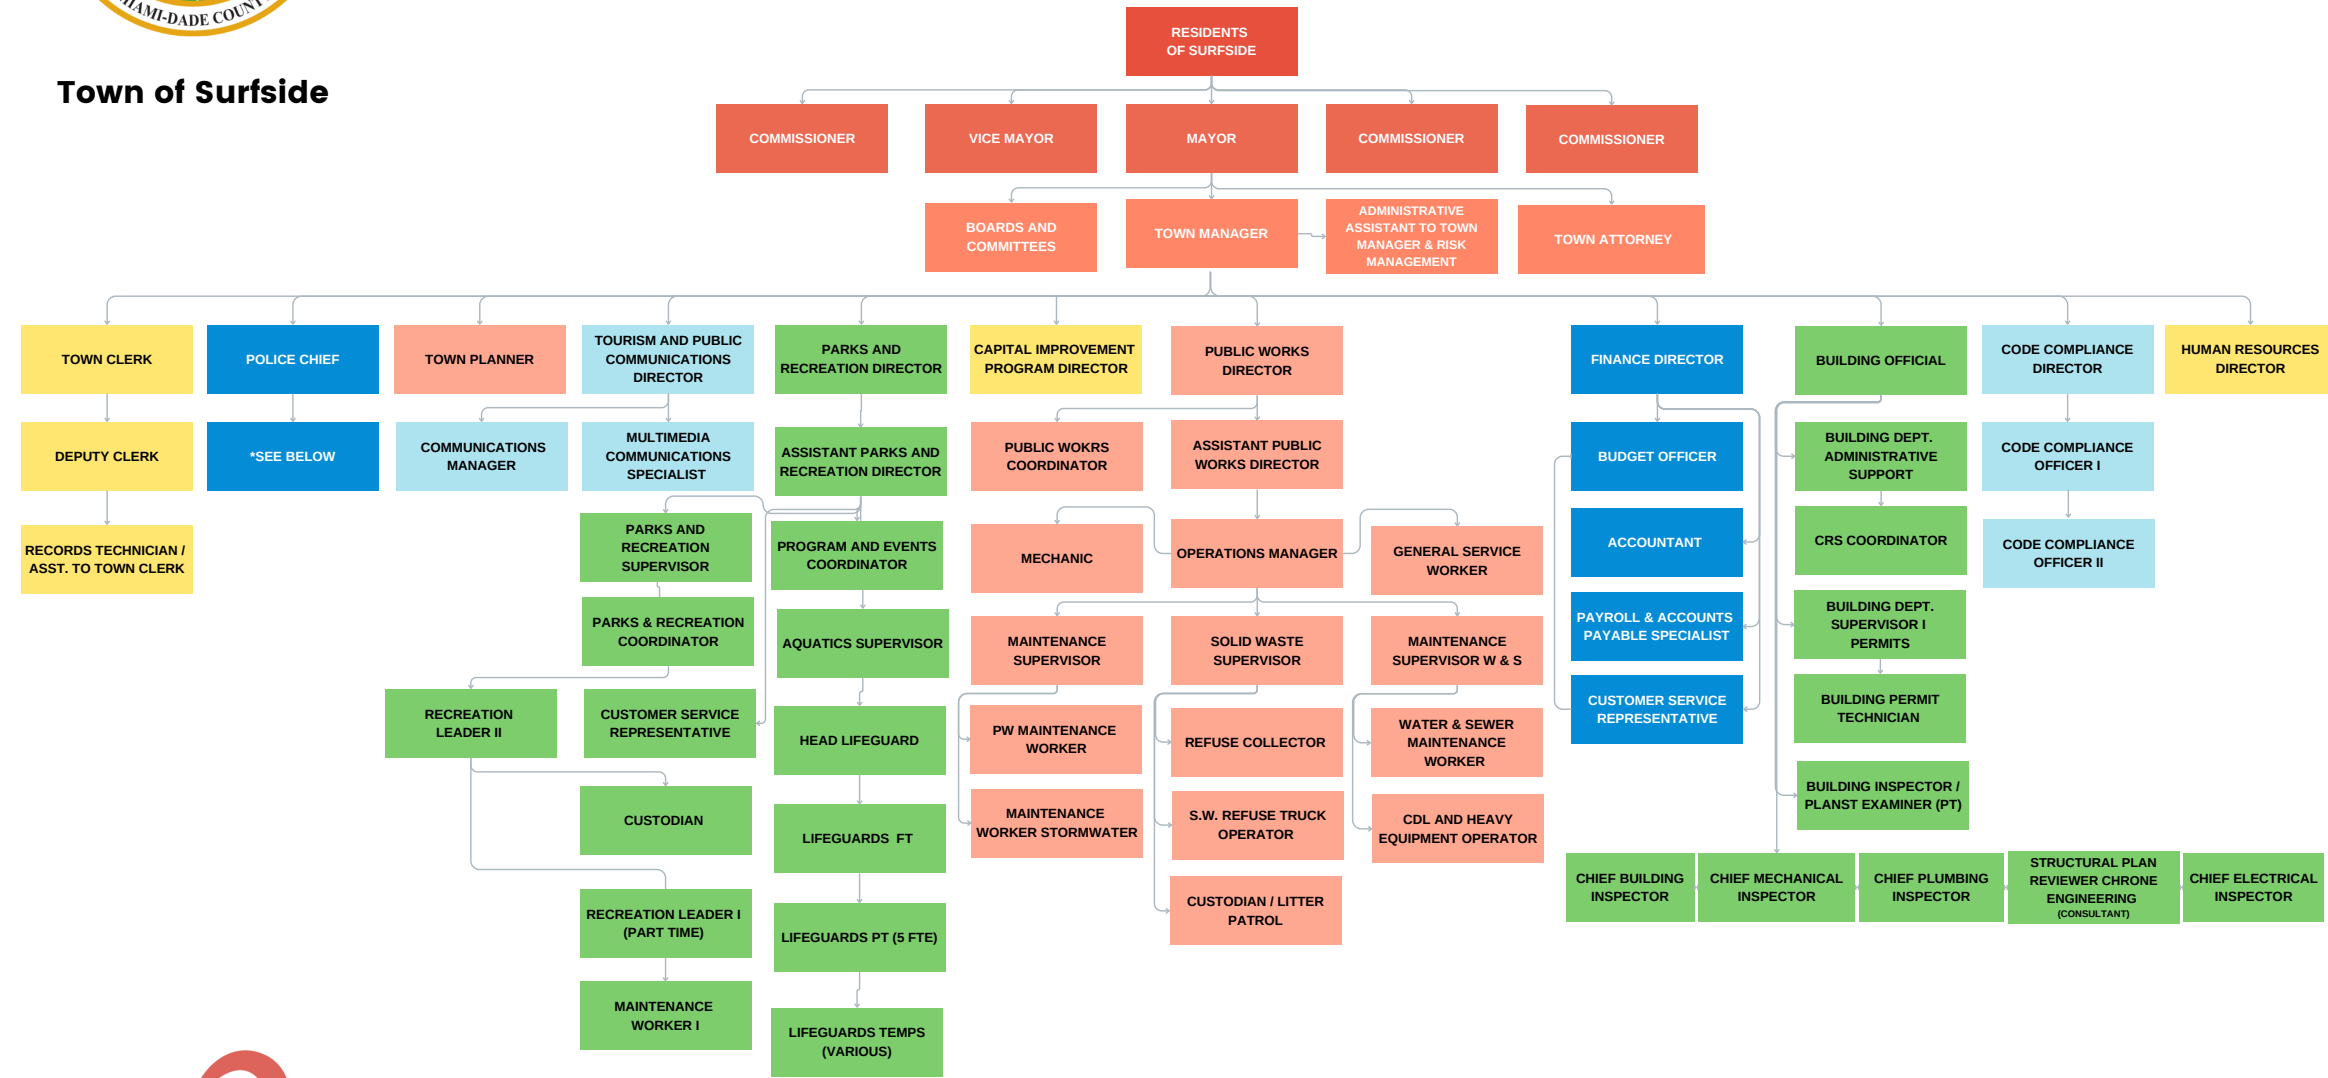 MIAMI-DADE COUNTY
Town of Surfside
RESIDENTS
OF SURFSIDE
COMMISSIONER
VICE MAYOR
MAYOR
COMMISSIONER
COMMISSIONER
BOARDS AND
COMMITTEES
TOWN MANAGER
ADMINISTRATIVE
ASSISTANT TO TOWN
MANAGER & RISK
MANAGEMENT
TOWN ATTORNEY
TOWN CLERK
POLICE CHIEF
TOWN PLANNER
TOURISM AND PUBLIC
COMMUNICATIONS
DIRECTOR
PARKS AND
RECREATION DIRECTOR
CAPITAL IMPROVEMENT
PROGRAM DIRECTOR
PUBLIC WORKS
DIRECTOR
FINANCE DIRECTOR
BUILDING OFFICIAL
CODE COMPLIANCE
DIRECTOR
HUMAN RESOURCES
DIRECTOR
DEPUTY CLERK
*SEE BELOW
COMMUNICATIONS
MANAGER
MULTIMEDIA
COMMUNICATIONS
SPECIALIST
ASSISTANT PARKS AND
RECREATION DIRECTOR
PUBLIC WOKRS
COORDINATOR
ASSISTANT PUBLIC
WORKS DIRECTOR
BUDGET OFFICER
BUILDING DEPT.
ADMINISTRATIVE
SUPPORT
CODE COMPLIANCE
OFFICER I
RECORDS TECHNICIAN /
ASST. TO TOWN CLERK
PARKS AND
RECREATION
SUPERVISOR
PROGRAM AND EVENTS
COORDINATOR
MECHANIC
OPERATIONS MANAGER
GENERAL SERVICE
WORKER
ACCOUNTANT
CRS COORDINATOR
CODE COMPLIANCE
OFFICER II
PARKS & RECREATION
COORDINATOR
AQUATICS SUPERVISOR
MAINTENANCE
SUPERVISOR
SOLID WASTE
SUPERVISOR
MAINTENANCE
SUPERVISOR W & S
PAYROLL & ACCOUNTS
PAYABLE SPECIALIST
BUILDING DEPT.
SUPERVISOR I
PERMITS
RECREATION
LEADER II
CUSTOMER SERVICE
REPRESENTATIVE
HEAD LIFEGUARD
PW MAINTENANCE
WORKER
REFUSE COLLECTOR
WATER & SEWER
MAINTENANCE
WORKER
CUSTOMER SERVICE
REPRESENTATIVE
BUILDING PERMIT
TECHNICIAN
CUSTODIAN
LIFEGUARDS FT
MAINTENANCE
WORKER STORMWATER
S.W. REFUSE TRUCK
OPERATOR
CDL AND HEAVY
EQUIPMENT OPERATOR
BUILDING INSPECTOR /
PLANST EXAMINER (PT)
RECREATION LEADER I
(PART TIME)
LIFEGUARDS PT (5 FTE)
CUSTODIAN / LITTER
PATROL
CHIEF BUILDING
INSPECTOR
CHIEF MECHANICAL
INSPECTOR
CHIEF PLUMBING
INSPECTOR
STRUCTURAL PLAN
REVIEWER CHRONE
ENGINEERING
(CONSULTANT)
CHIEF ELECTRICAL
INSPECTOR
MAINTENANCE
WORKER I
LIFEGUARDS TEMPS
(VARIOUS)